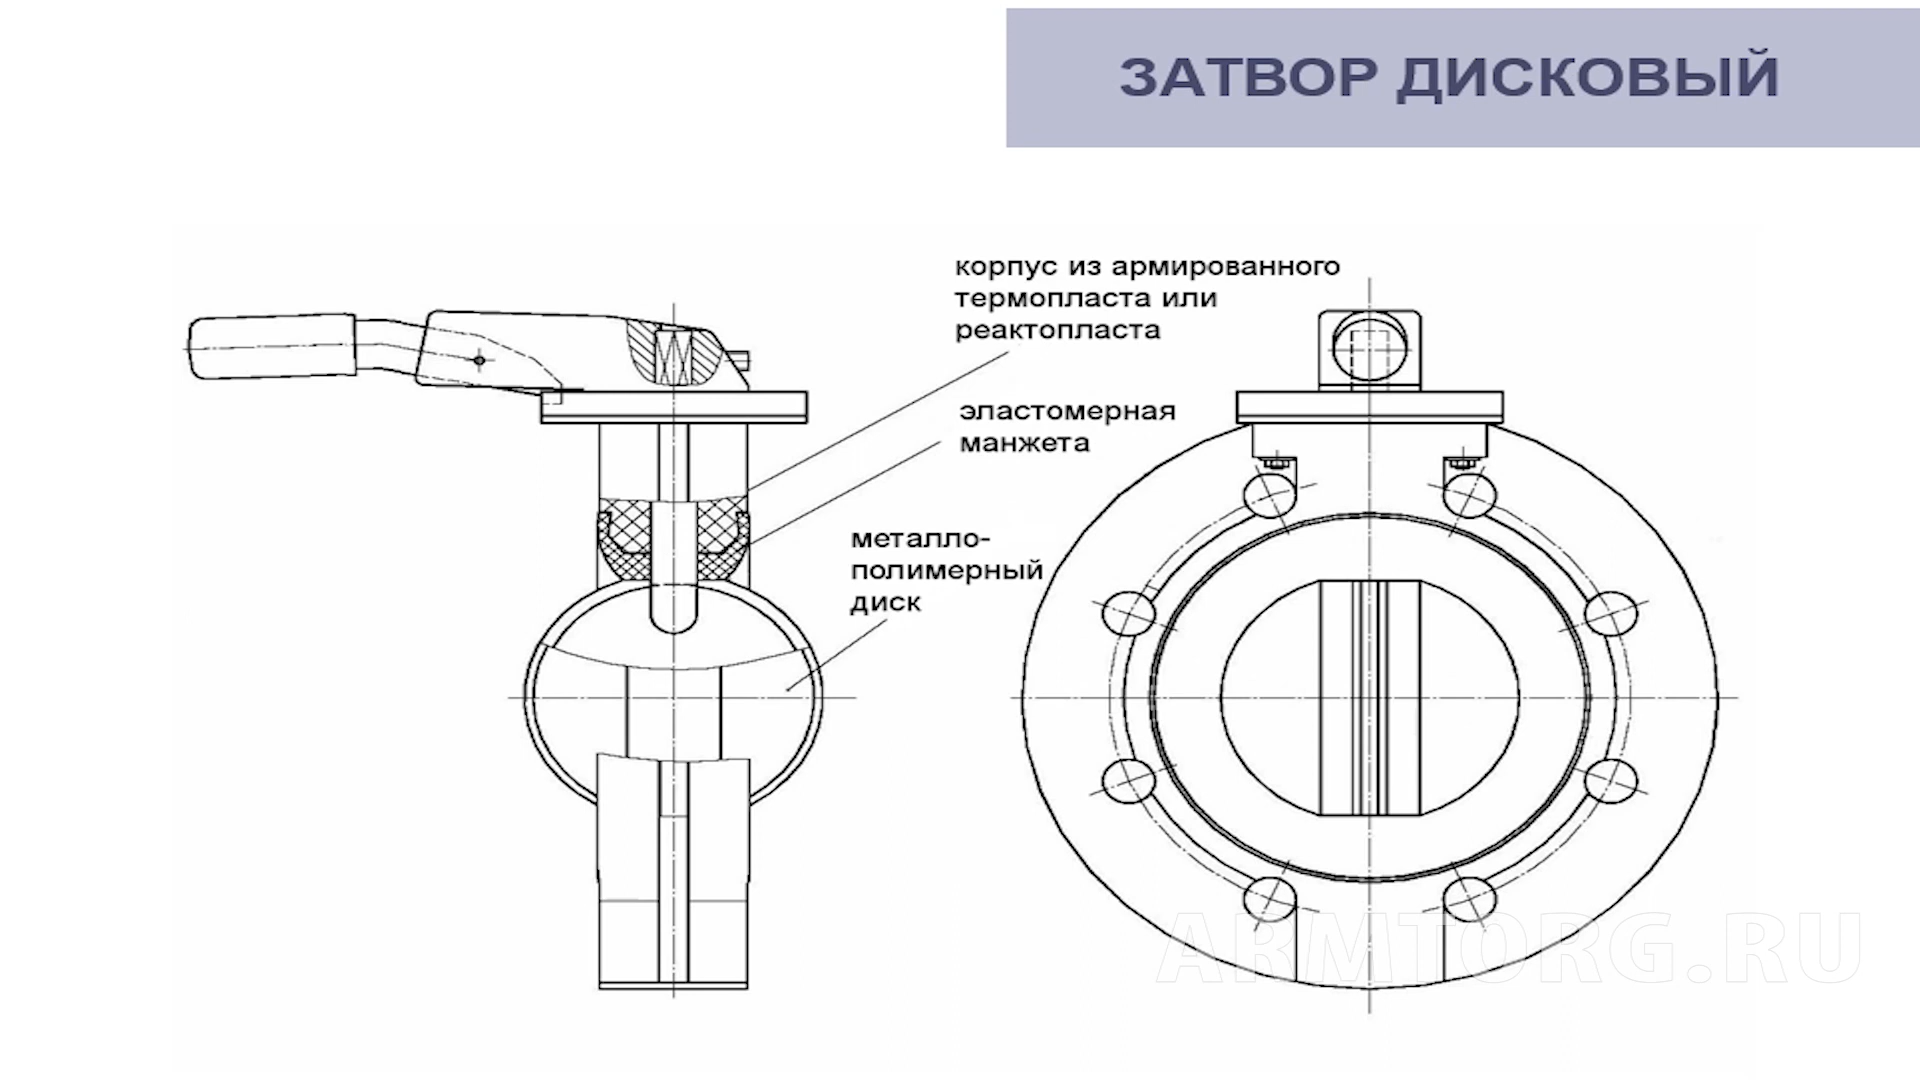 ЗАТВОР ДИСКОВЫЙ
корпус из армированного
термопласта или
реактопласта
эластомерная
манжета
металло-
полимерный
диск
ARMTORG.RU